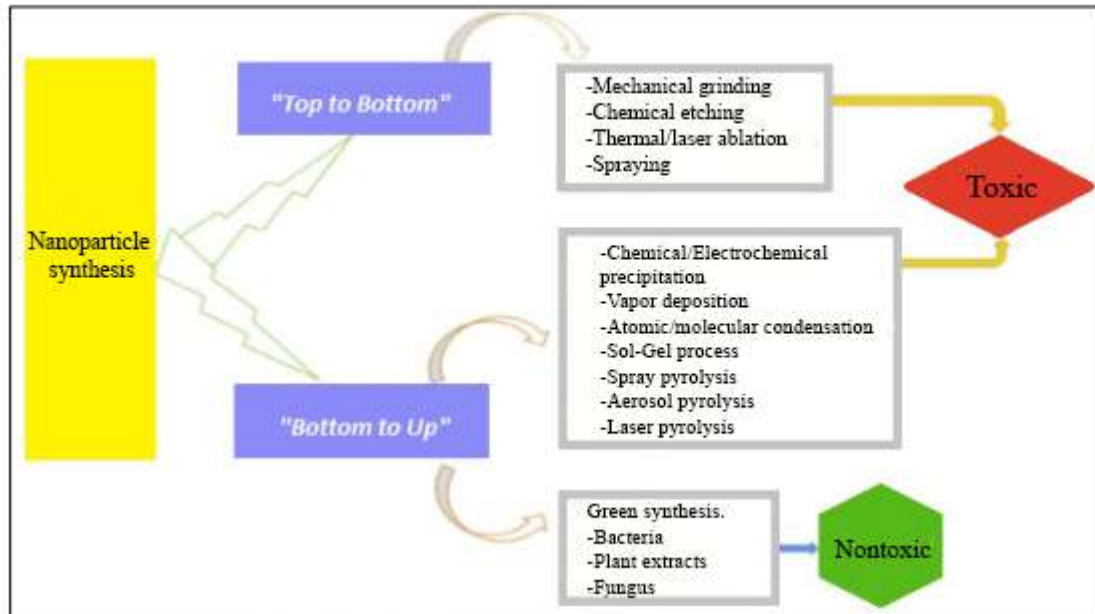 Nanoparticle
synthesis
"Top to Bottom"
-Mechanical grinding
-Chemical etching
-Thermal/laser ablation
-Spraying
Toxic
"Bottom to Up"
-Chemical/Electrochemical
precipitation
-Vapor deposition
-Atomic/molecular condensation
-Sol-Gel process
-Spray pyrolysis
-Aerosol pyrolysis
-Laser pyrolysis
Green synthesis.
-Bacteria
-Plant extracts
-Fungus
Nontoxic